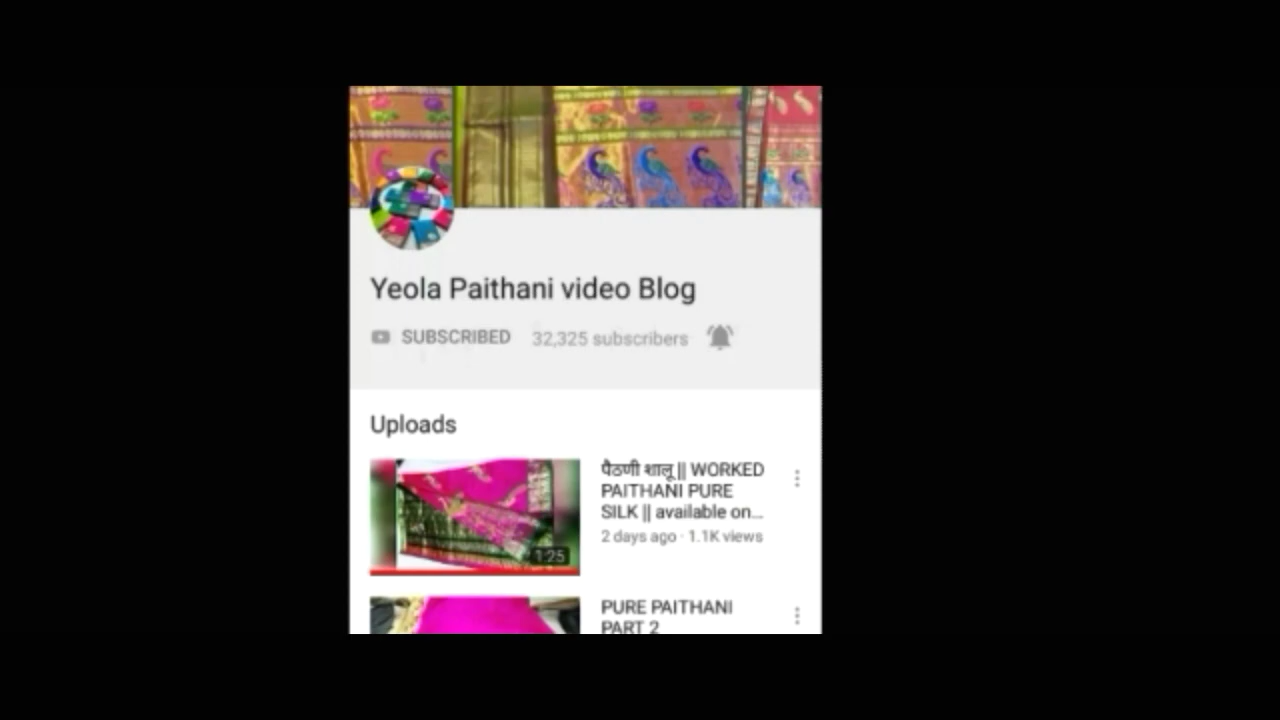 Yeola Paithani video Blog
SUBSCRIBED 32,325 subscribers
Uploads
पैठणी शालू || WORKED
PAITHANI PURE
SILK || available on...
2 days ago · 1.1K views
1:25
PURE PAITHANI
PART 2